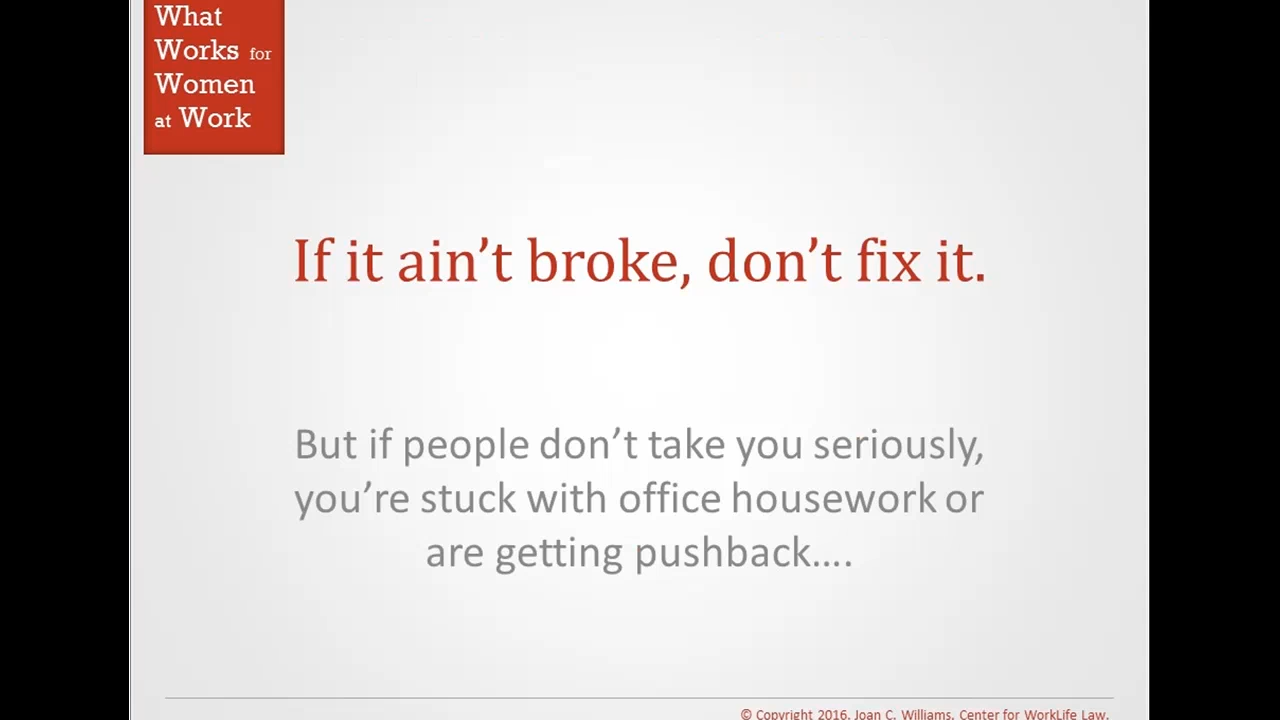 What
Works for
Women
at Work
If it ain’t broke, don’t fix it.
But if people don’t take you seriously,
you’re stuck with office housework or
are getting pushback….
© Copyright 2016. Joan C. Williams. Center for WorkLife Law.